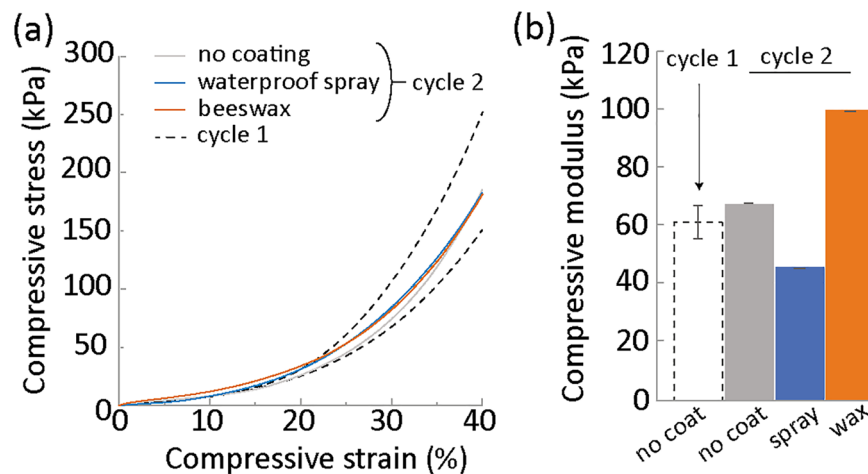 (a)
Compressive stress (kPa)
300
250
200
150
100
50
0
no coating
waterproof spray
beeswax
cycle 2
cycle 1
0
10
20
30
40
Compressive strain (%)
(b)
Compressive modulus (kPa)
120
100
80
60
40
20
0
cycle 1
cycle 2
no coat
no coat
spray
wax